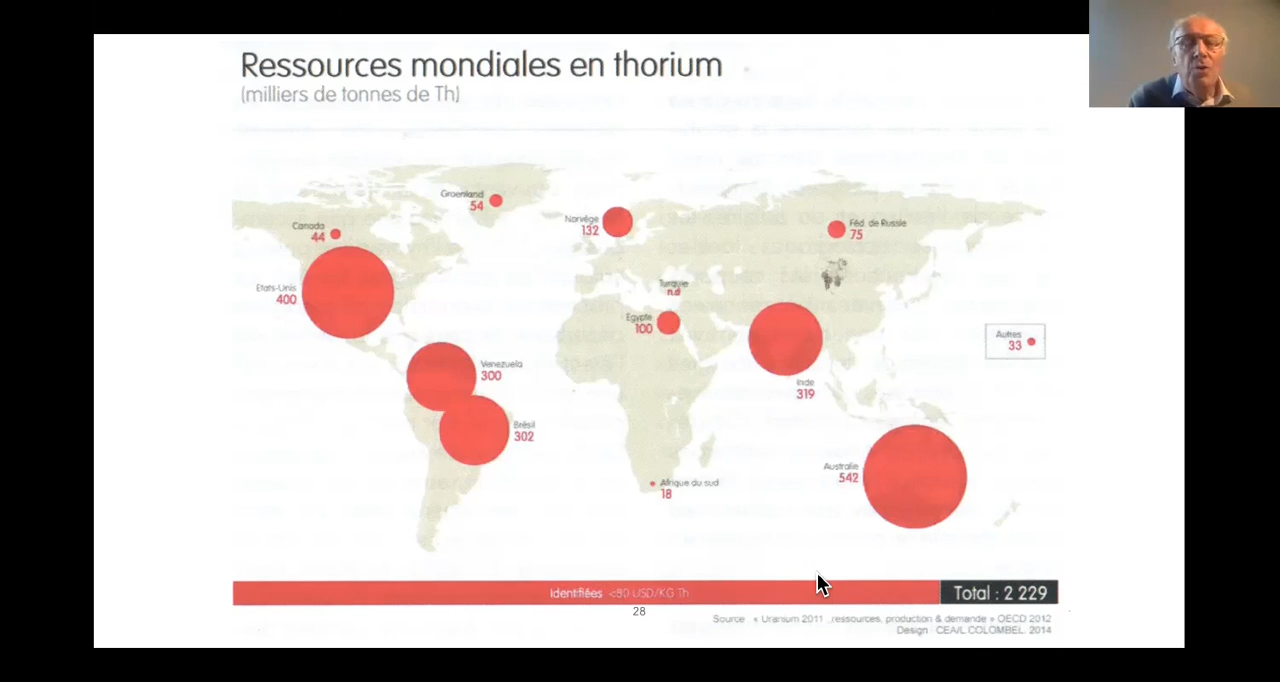 Ressources mondiales en thorium
(milliers de tonnes de Th)
Groenland
54
Norvège
132
Canada
44
Féd. de Russie
75
Etats-Unis
400
Turquie
n.d
Egypte
100
Autres
33
Venezuela
300
Inde
319
Brésil
302
Australie
542
Afrique du sud
18
Identifiées <80 USD/KG Th
Total : 2 229
28
Source « Uranium 2011 ..ressources, production & demande » OECD 2012
Design : CEA/L.COLOMBEL. 2014